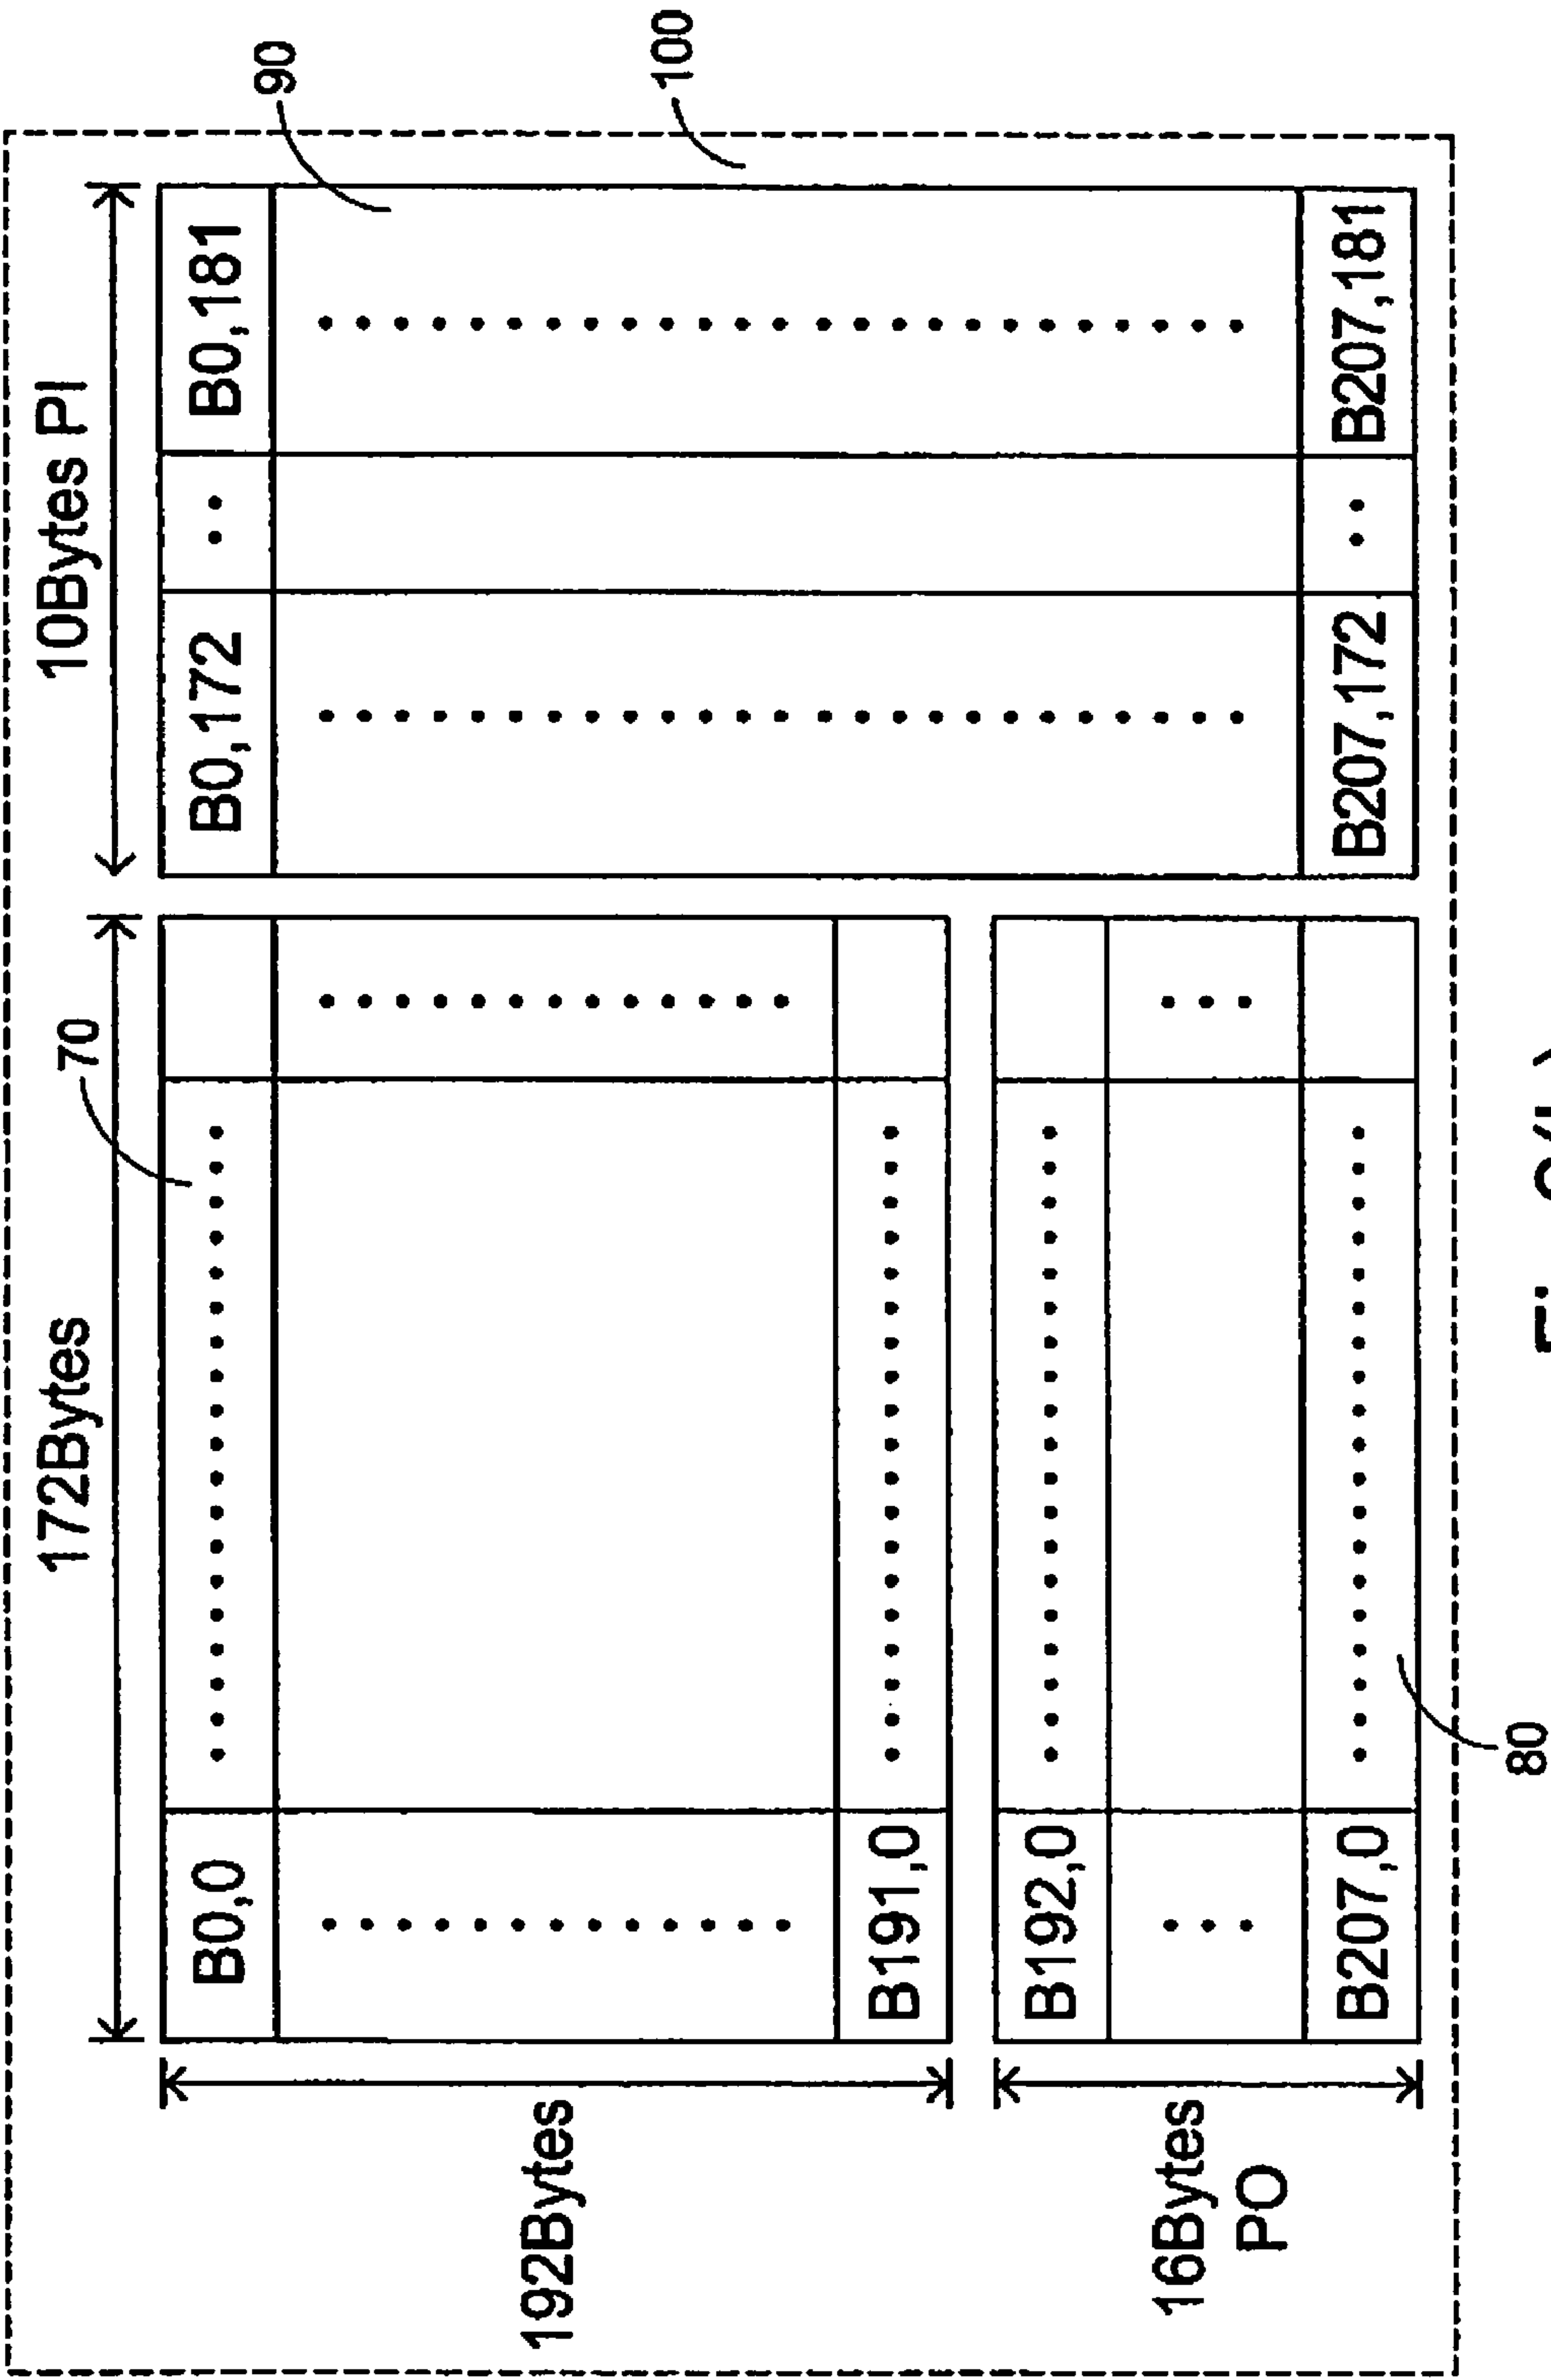 172Bytes
70
10Bytes PI
90
100
B0,0
B0,172
B0,181
192Bytes
B191,0
B192,0
16Bytes
PO
B207,0
B207,172
B207,181
80